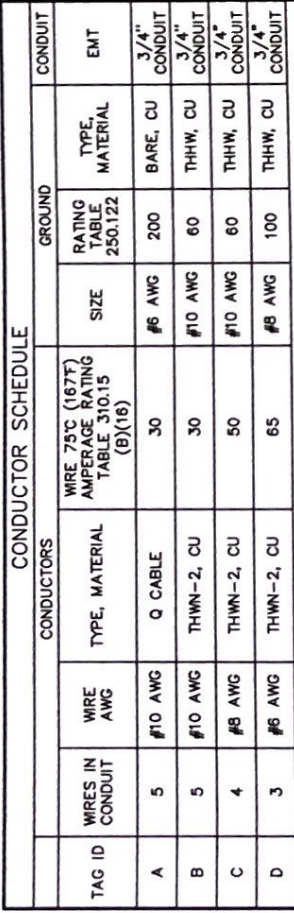 CONDUCTOR SCHEDULE
CONDUCTORS GROUND CONDUIT
TAG ID WIRES IN CONDUIT WIRE AWG TYPE, MATERIAL WIRE 75°C (167°F) AMPERAGE RATING TABLE 310.15 (B)(16) SIZE RATING TABLE 250.122 TYPE, MATERIAL EMT
A 5 #10 AWG Q CABLE 30 #6 AWG 200 BARE, CU 3/4" CONDUIT
B 5 #10 AWG THWN-2, CU 30 #10 AWG 60 THHW, CU 3/4" CONDUIT
C 4 #8 AWG THWN-2, CU 50 #10 AWG 60 THHW, CU 3/4" CONDUIT
D 3 #6 AWG THWN-2, CU 65 #8 AWG 100 THHW, CU 3/4" CONDUIT